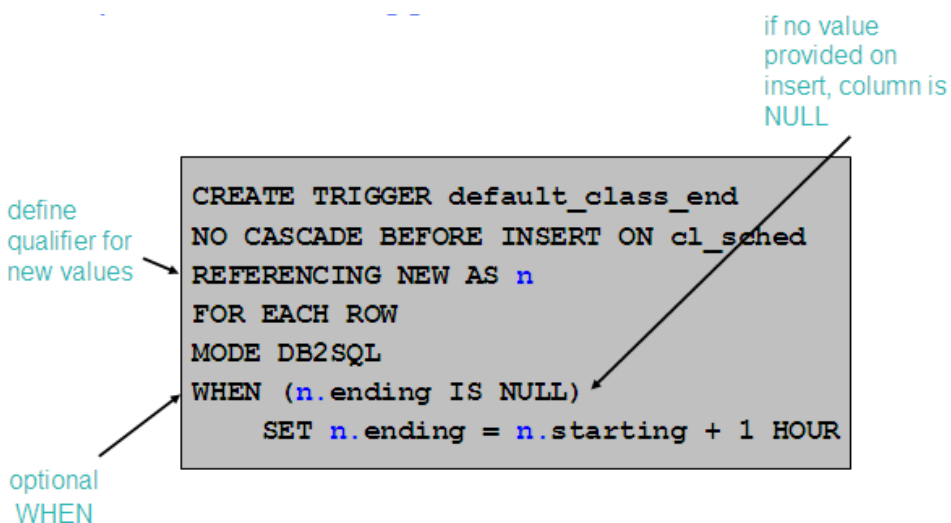 if no value
provided on
insert, column is
NULL
define
qualifier for
new values
CREATE TRIGGER default_class_end
NO CASCADE BEFORE INSERT ON cl_sched
REFERENCING NEW AS n
FOR EACH ROW
MODE DB2SQL
WHEN (n.ending IS NULL)
SET n.ending = n.starting + 1 HOUR
optional
WHEN